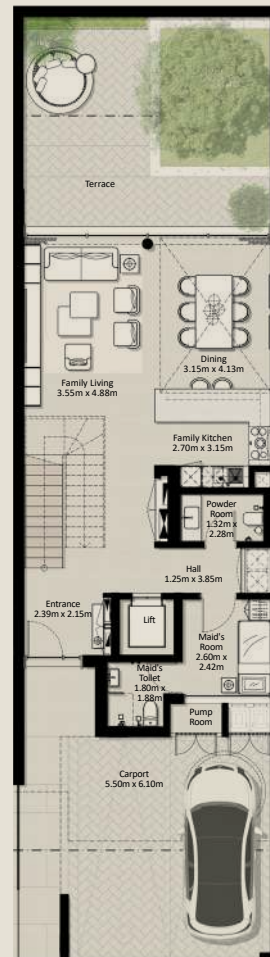 Terrace
Dining
3.15m x 4.13m
Family Living
3.55m x 4.88m
Family Kitchen
2.70m x 3.15m
Powder
Room
1.32m x
2.28m
Hall
1.25m x 3.85m
Entrance
2.39m x 2.15m
Lift
Maid's
Room
2.60m x
2.42m
Maid's
Toilet
1.80m x
1.88m
Pump
Room
Carport
5.50m x 6.10m